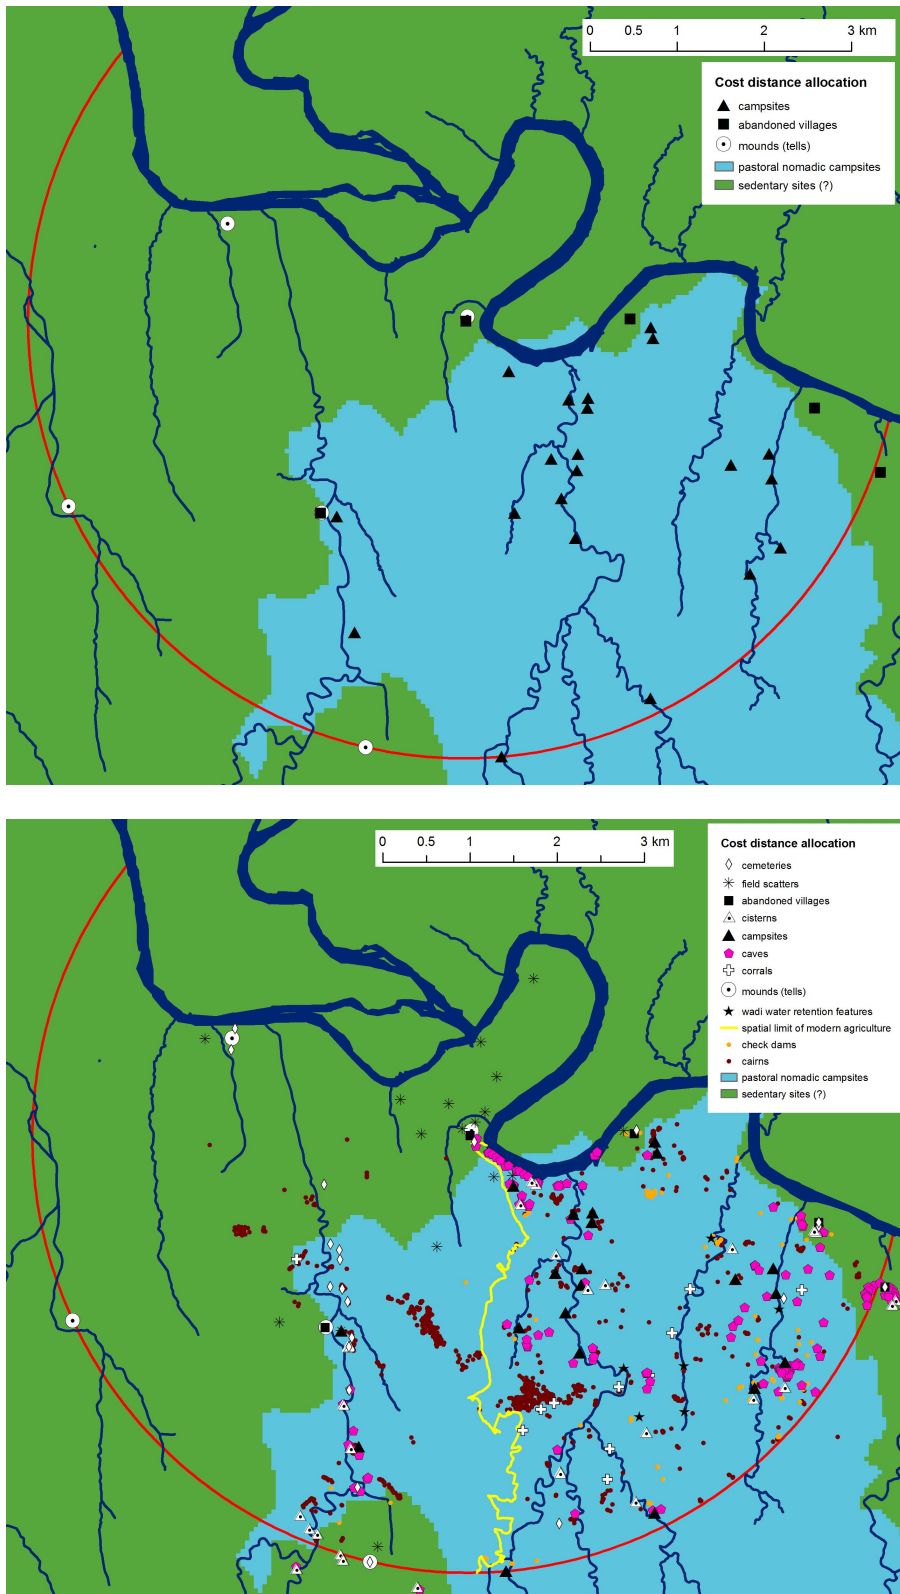 0 0.5 1 2 3 km
Cost distance allocation
campsites
abandoned villages
mounds (tells)
pastoral nomadic campsites
sedentary sites (?)
0 0.5 1 2 3 km
Cost distance allocation
cemeteries
field scatters
abandoned villages
cisterns
campsites
caves
corrals
mounds (tells)
wadi water retention features
spatial limit of modern agriculture
check dams
cairns
pastoral nomadic campsites
sedentary sites (?)